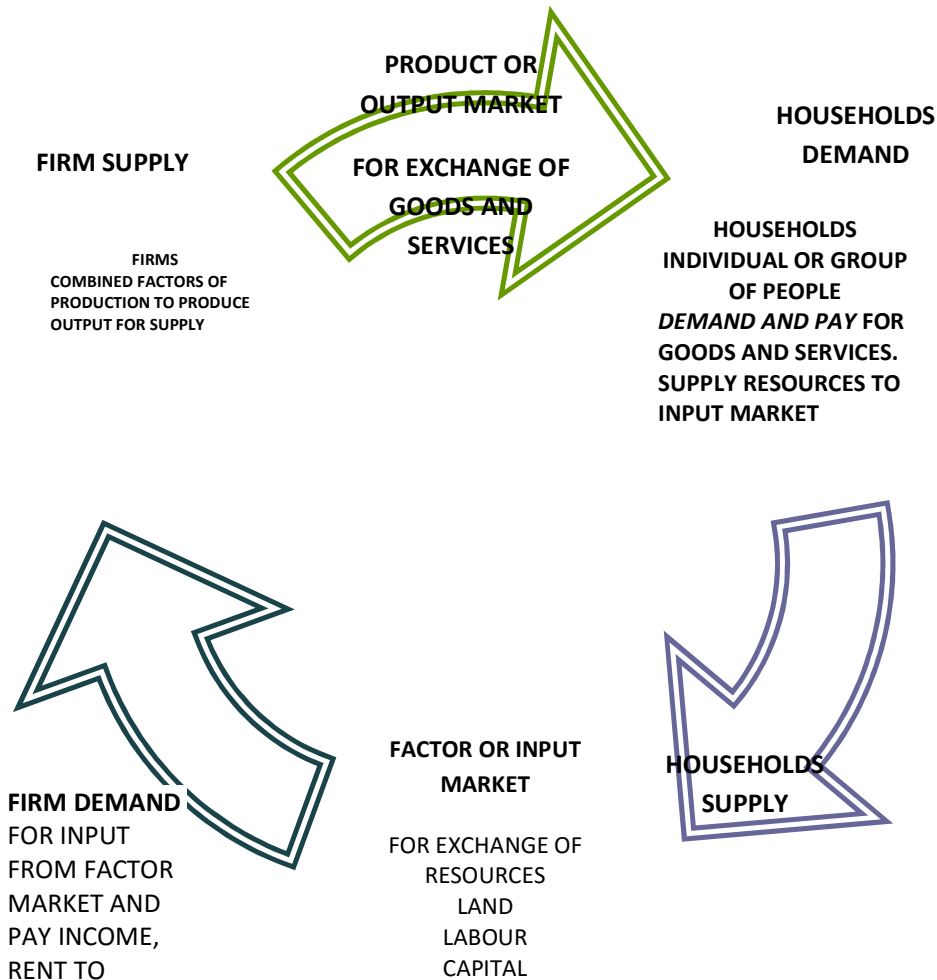 PRODUCT OR
OUTPUT MARKET
FOR EXCHANGE OF
GOODS AND
SERVICES
HOUSEHOLDS
DEMAND
FIRM SUPPLY
FIRMS
COMBINED FACTORS OF
PRODUCTION TO PRODUCE
OUTPUT FOR SUPPLY
HOUSEHOLDS
INDIVIDUAL OR GROUP
OF PEOPLE
DEMAND AND PAY FOR
GOODS AND SERVICES.
SUPPLY RESOURCES TO
INPUT MARKET
FACTOR OR INPUT
MARKET
FOR EXCHANGE OF
RESOURCES
LAND
LABOUR
CAPITAL
HOUSEHOLDS
SUPPLY
FIRM DEMAND
FOR INPUT
FROM FACTOR
MARKET AND
PAY INCOME,
RENT TO